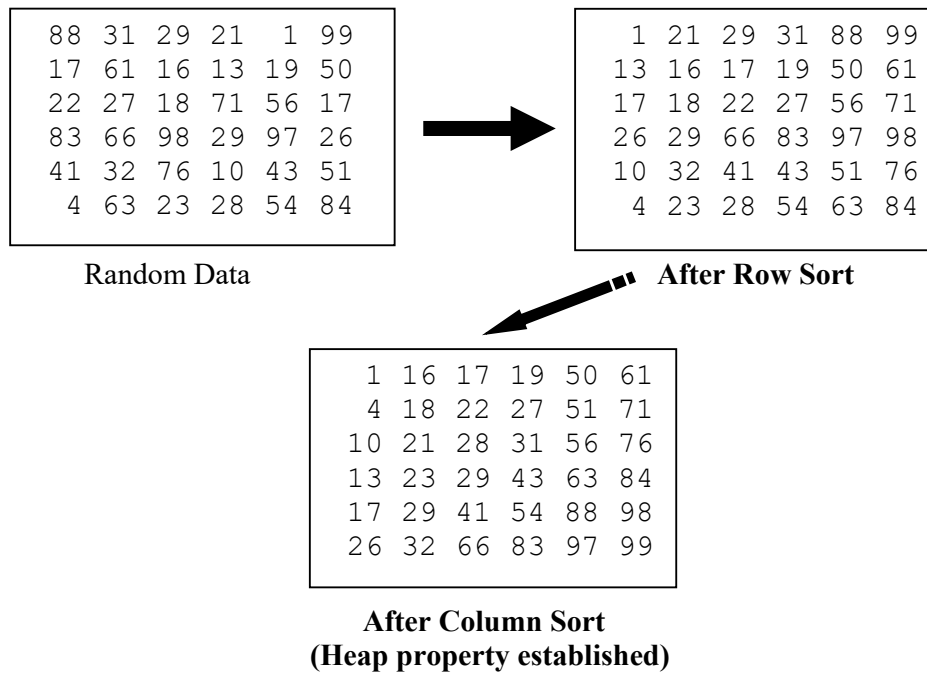 88 31 29 21 1 99
17 61 16 13 19 50
22 27 18 71 56 17
83 66 98 29 97 26
41 32 76 10 43 51
4 63 23 28 54 84
Random Data
1 21 29 31 88 99
13 16 17 19 50 61
17 18 22 27 56 71
26 29 66 83 97 98
10 32 41 43 51 76
4 23 28 54 63 84
After Row Sort
1 16 17 19 50 61
4 18 22 27 51 71
10 21 28 31 56 76
13 23 29 43 63 84
17 29 41 54 88 98
26 32 66 83 97 99
After Column Sort
(Heap property established)